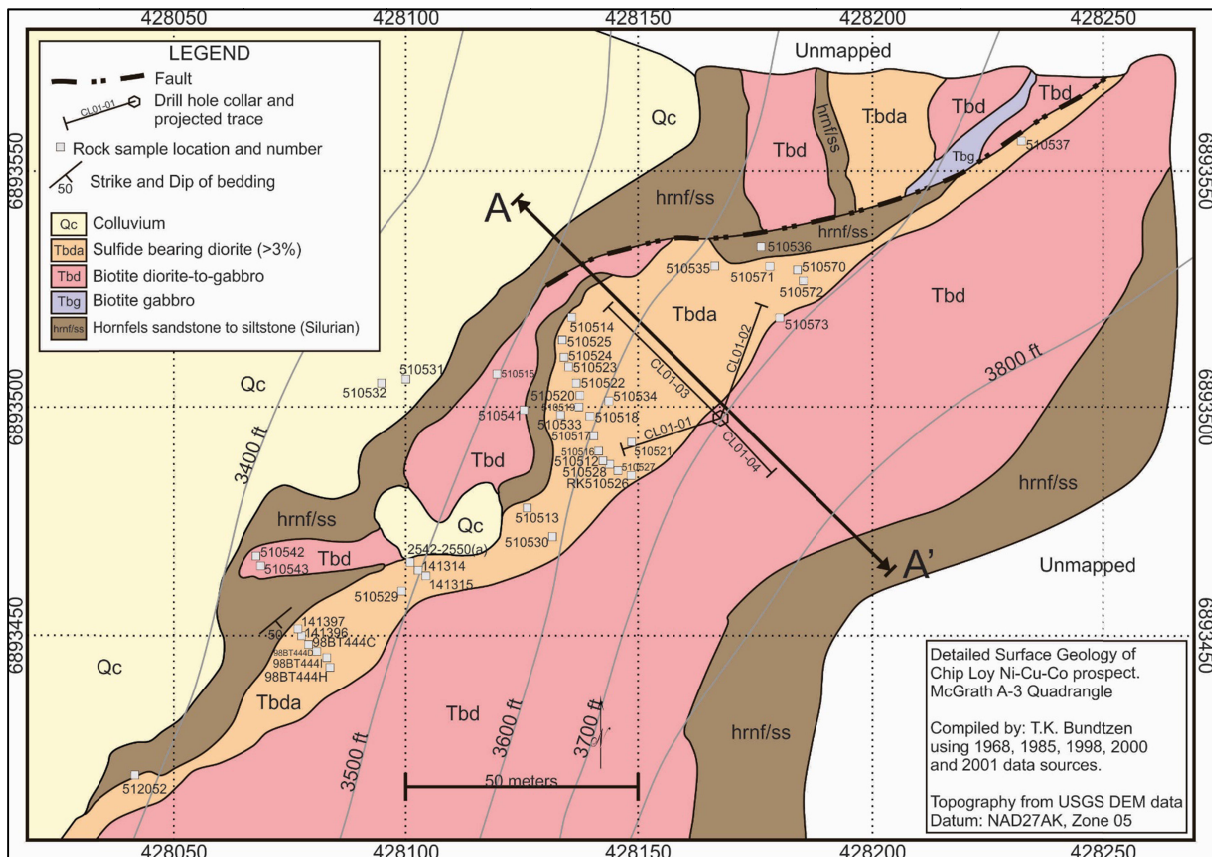 428050
428100
428150
428200
428250
LEGEND
Fault
CL01-01
Drill hole collar and
projected trace
Rock sample location and number
50
Strike and Dip of bedding
Qc Colluvium
Tbda Sulfide bearing diorite (>3%)
Tbd Biotite diorite-to-gabbro
Tbg Biotite gabbro
hrnf/ss Hornfels sandstone to siltstone (Silurian)
Unmapped
Qc
Tbd
hrnf/ss
Tbda
Tbd
Tbd
Tbg
510537
6893550
6893550
hrnf/ss
A
hrnf/ss
510536
510535
510571
510570
510572
Tbda
Tbd
510573
510514
510525
510524
510523
510522
510520
510534
510519
510518
510533
510517
510516
510521
510512
510527
510528
RK510526
CL01-03
CL01-02
CL01-01
CL01-04
3800 ft
Qc
510531
510532
510515
510541
6893500
6893500
3400 ft
Tbd
hrnf/ss
Qc
510513
510530
hrnf/ss
510542
510543
Tbd
2542-2550(a)
141314
141315
510529
A’
Unmapped
6893450
6893450
50
141397
141396
98BT444C
98BT444D
98BT444I
98BT444H
Qc
Tbda
Tbd
3500 ft
3600 ft
3700 ft
hrnf/ss
512052
50 meters
Detailed Surface Geology of
Chip Loy Ni-Cu-Co prospect.
McGrath A-3 Quadrangle
Compiled by: T.K. Bundtzen
using 1968, 1985, 1998, 2000
and 2001 data sources.
Topography from USGS DEM data
Datum: NAD27AK, Zone 05
428050
428100
428150
428200
428250